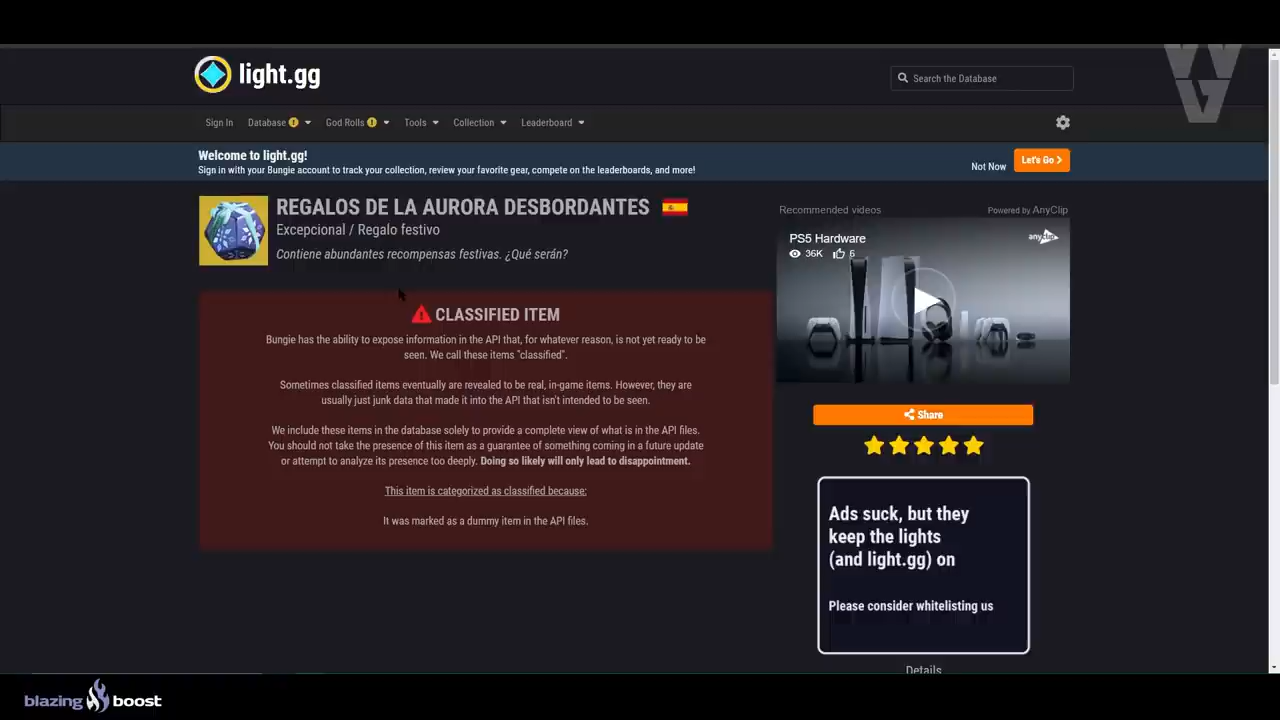 light.gg
Search the Database
Sign In
Database
God Rolls
Tools
Collection
Leaderboard
Welcome to light.gg!
Sign in with your Bungie account to track your collection, review your favorite gear, compete on the leaderboards, and more!
Not Now
Let's Go
REGALOS DE LA AURORA DESBORDANTES
Excepcional / Regalo festivo
Contiene abundantes recompensas festivas. ¿Qué serán?
CLASSIFIED ITEM
Bungie has the ability to expose information in the API that, for whatever reason, is not yet ready to be
seen. We call these items "classified".
Sometimes classified items eventually are revealed to be real, in-game items. However, they are
usually just junk data that made it into the API that isn't intended to be seen.
We include these items in the database solely to provide a complete view of what is in the API files.
You should not take the presence of this item as a guarantee of something coming in a future update
or attempt to analyze its presence too deeply. Doing so likely will only lead to disappointment.
This item is categorized as classified because:
It was marked as a dummy item in the API files.
Recommended videos
Powered by AnyClip
PS5 Hardware
anyclip
36K 6
Share
Ads suck, but they
keep the lights
(and light.gg) on
Please consider whitelisting us
Details
blazing boost
WG